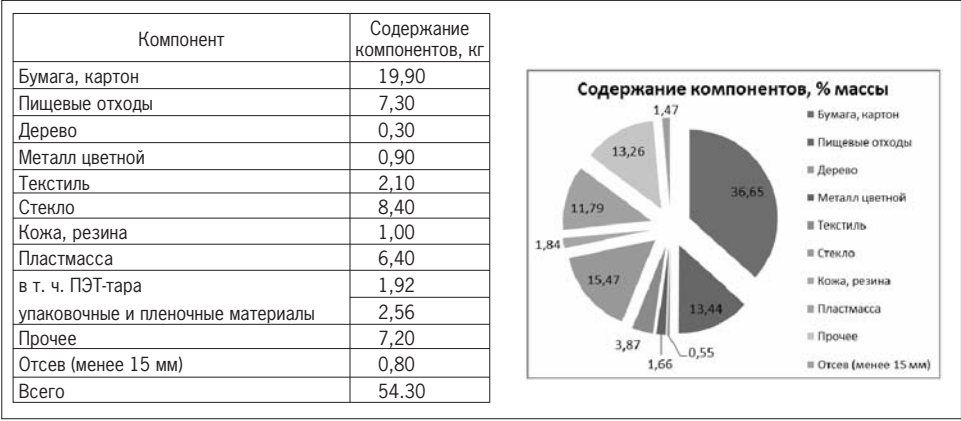 Компонент Содержание компонентов, кг
Бумага, картон 19,90
Пищевые отходы 7,30
Дерево 0,30
Металл цветной 0,90
Текстиль 2,10
Стекло 8,40
Кожа, резина 1,00
Пластмасса 6,40
в т. ч. ПЭТ-тара 1,92
упаковочные и пленочные материалы 2,56
Прочее 7,20
Отсев (менее 15 мм) 0,80
Всего 54.30
Содержание компонентов, % массы
1,47
13,26
36,65
11,79
1,84
15,47
13,44
3,87
0,55
1,66
Бумага, картон
Пищевые отходы
Дерево
Металл цветной
Текстиль
Стекло
Кожа, резина
Пластмасса
Прочее
Отсев (менее 15 мм)